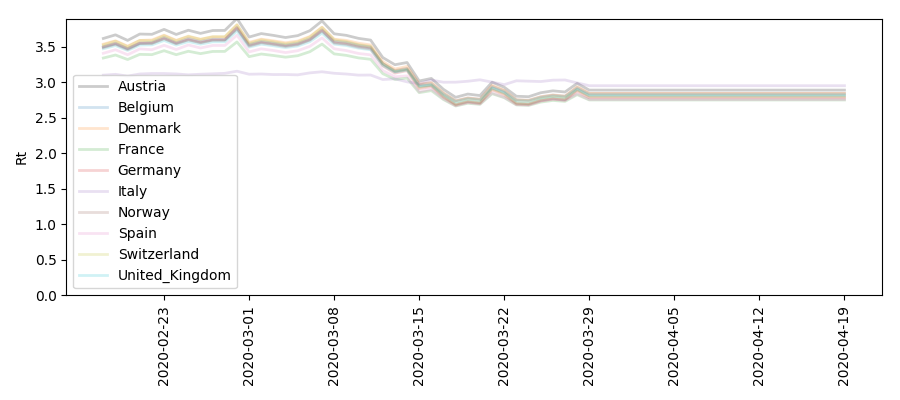 3.5
3.0
2.5
2.0
1.5
1.0
0.5
0.0
Rt
Austria
Belgium
Denmark
France
Germany
Italy
Norway
Spain
Switzerland
United_Kingdom
2020-02-23
2020-03-01
2020-03-08
2020-03-15
2020-03-22
2020-03-29
2020-04-05
2020-04-12
2020-04-19